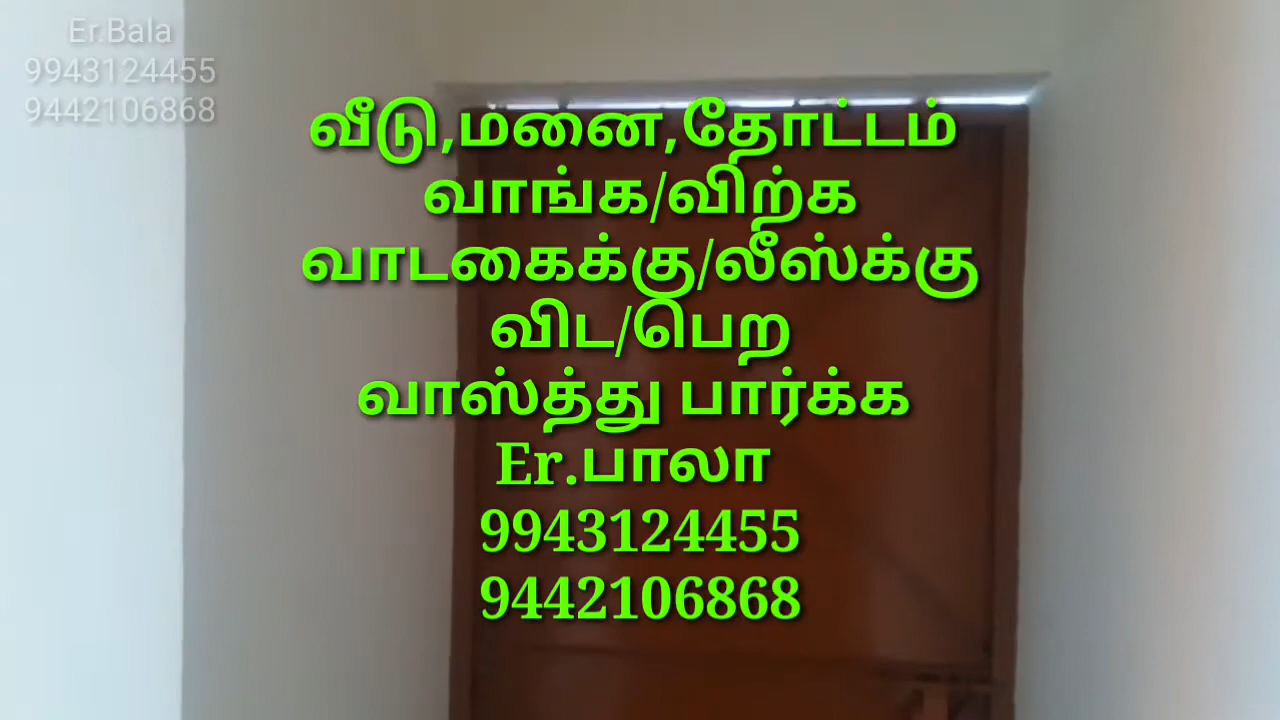 Er.Bala
9943124455
9442106868
வீடு,மனை,தோட்டம்
வாங்க/விற்க
வாடகைக்கு/லீஸ்க்கு
விட/பெற
வாஸ்த்து பார்க்க
Er.பாலா
9943124455
9442106868